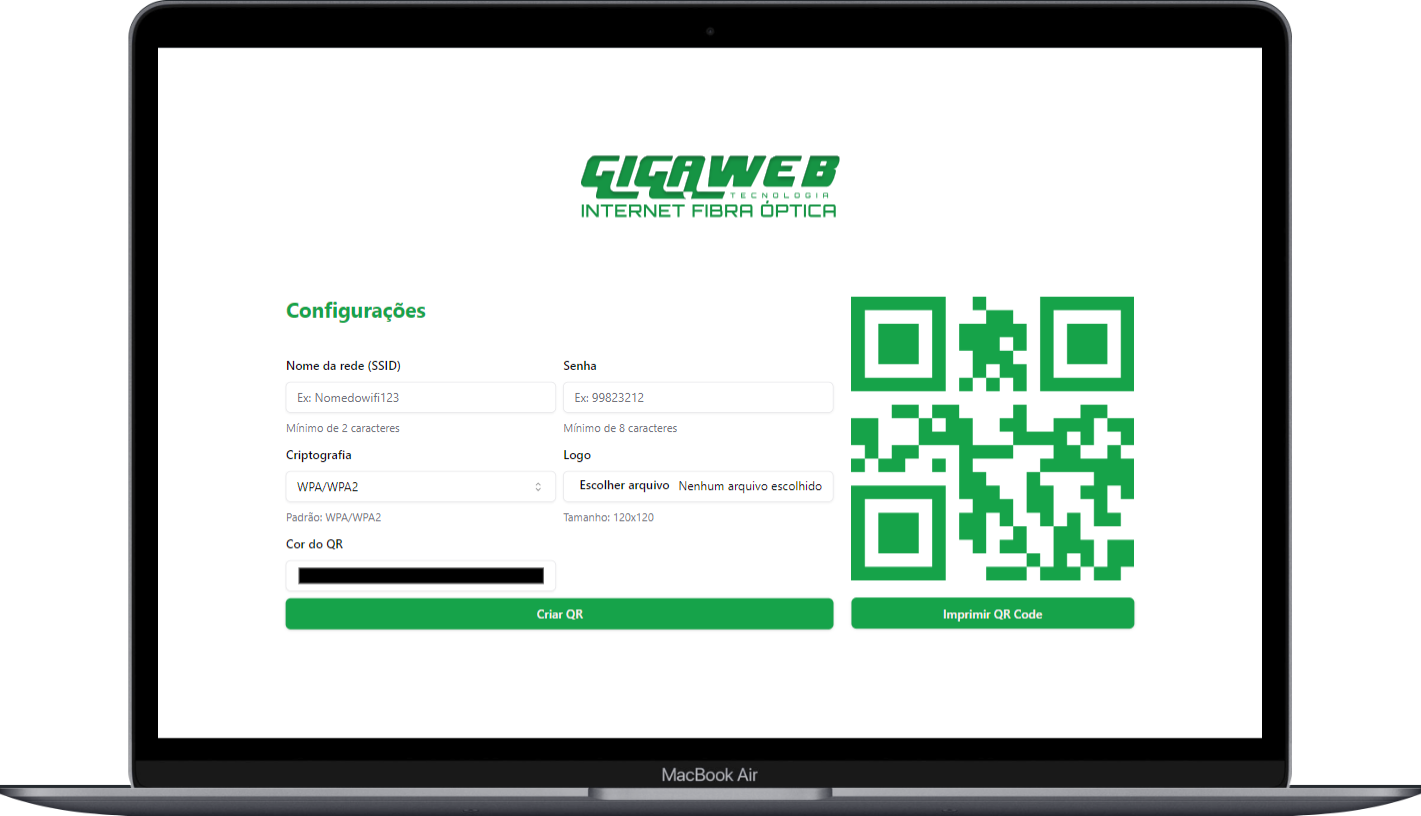 GIGAWEB
TECNOLOGIA
INTERNET FIBRA ÓPTICA
Configurações
Nome da rede (SSID)
Senha
Ex: Nomedowifi123
Ex: 99823212
Mínimo de 2 caracteres
Mínimo de 8 caracteres
Criptografia
Logo
WPA/WPA2
Escolher arquivo Nenhum arquivo escolhido
Padrão: WPA/WPA2
Tamanho: 120x120
Cor do QR
Criar QR
Imprimir QR Code
MacBook Air